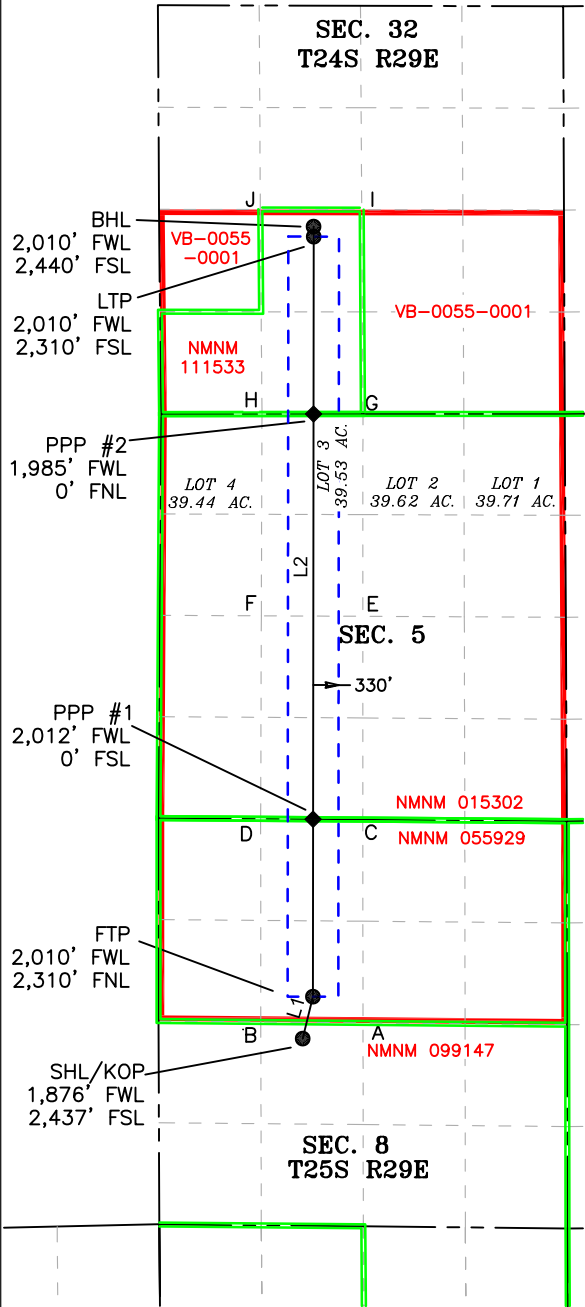 SEC. 32
T24S R29E
J
I
BHL
2,010' FWL
2,440' FSL
VB-0055
-0001
LTP
2,010' FWL
2,310' FSL
VB-0055-0001
NMNM
111533
H
G
PPP #2
1,985' FWL
0' FNL
LOT 3
39.53 AC.
LOT 4
39.44 AC.
LOT 2
39.62 AC.
LOT 1
39.71 AC.
L2
F
E
SEC. 5
330'
PPP #1
2,012' FWL
0' FSL
NMNM 015302
D
C
NMNM 055929
FTP
2,010' FWL
2,310' FNL
L1
B
A
NMNM 099147
SHL/KOP
1,876' FWL
2,437' FSL
SEC. 8
T25S R29E